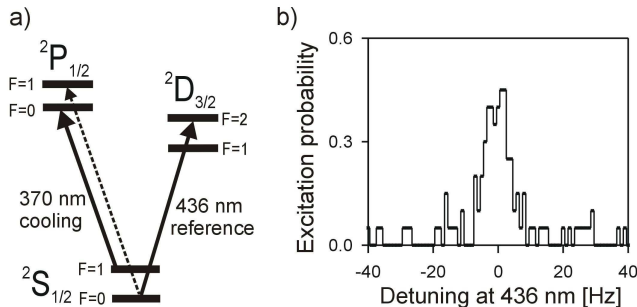 a)
²P₁/₂
F=1
F=0
²D₃/₂
F=2
F=1
370 nm
cooling
436 nm
reference
²S₁/₂
F=1
F=0
b)
Excitation probability
0.6
0.3
0.0
-40 -20 0 20 40
Detuning at 436 nm [Hz]